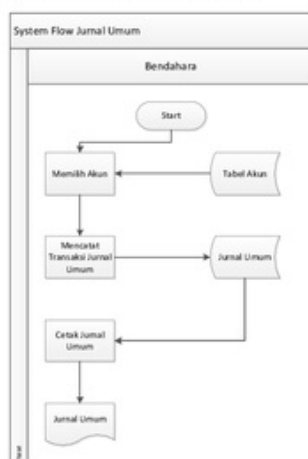 System Flow Jurnal Umum
Bendahara
Start
Memilih Akun
Tabel Akun
Mencatat
Transaksi Jurnal
Umum
Jurnal Umum
Cetak Jurnal
Umum
Jurnal Umum